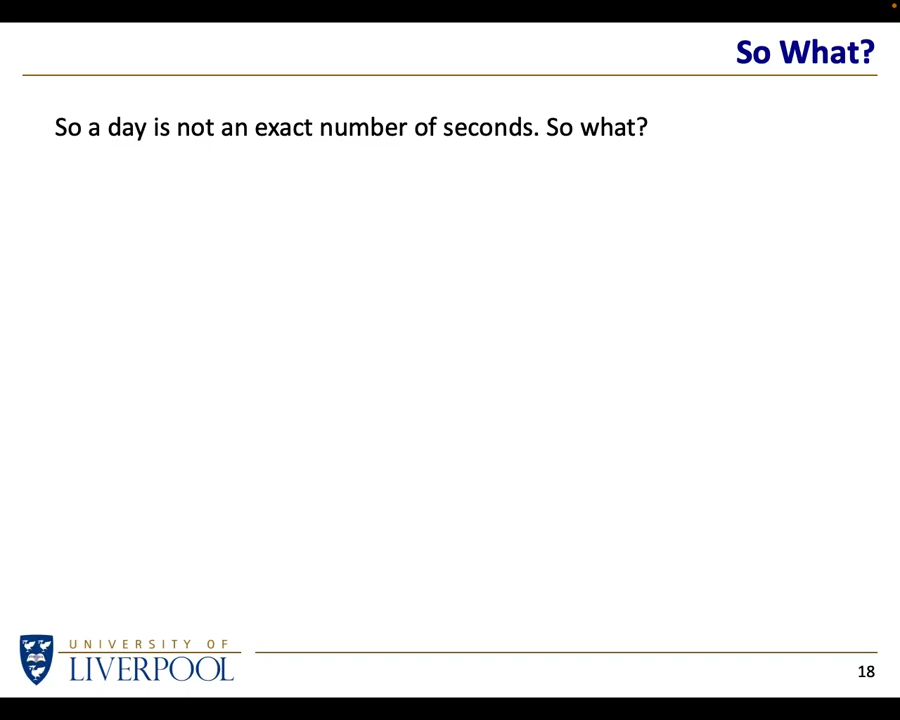 So What?
So a day is not an exact number of seconds. So what?
UNIVERSITY OF
LIVERPOOL
18